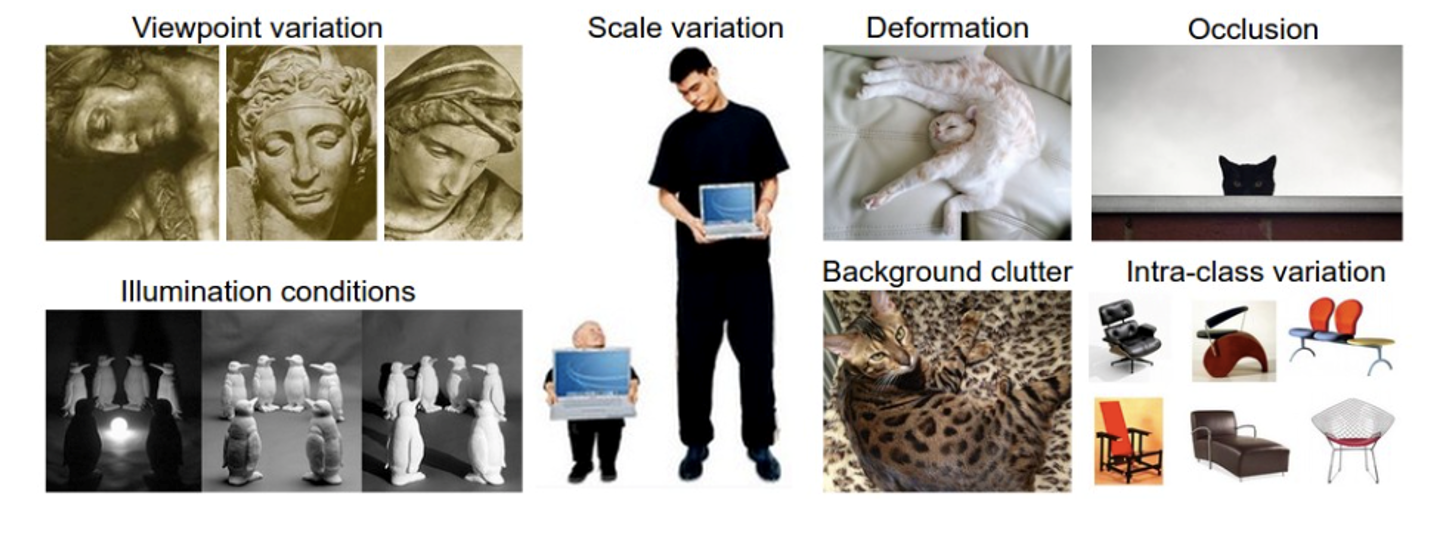 Viewpoint variation
Scale variation
Deformation
Occlusion
Illumination conditions
Background clutter
Intra-class variation